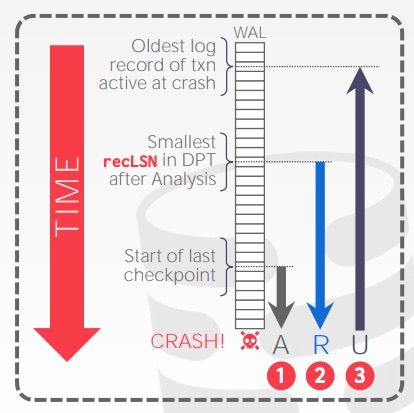 WAL
Oldest log
record of txn
active at crash
Smallest
recLSN in DPT
after Analysis
TIME
Start of last
checkpoint
CRASH! A R U
1 2 3